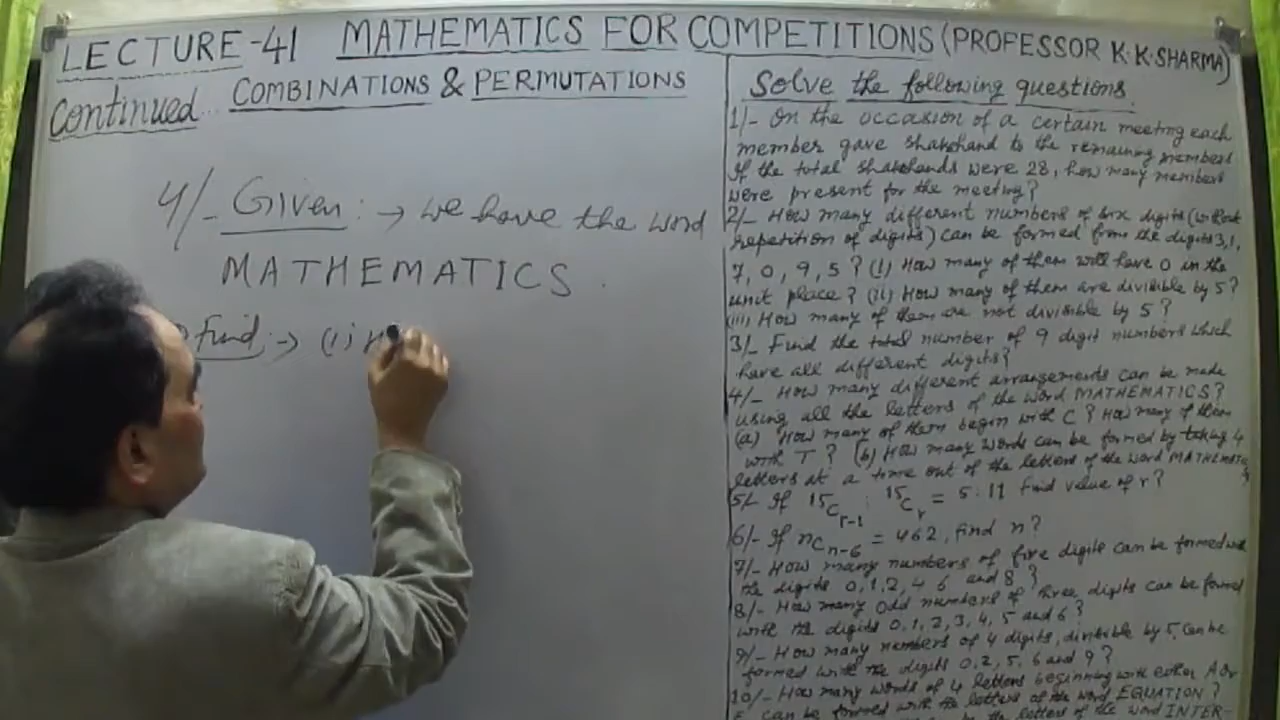 LECTURE-41 MATHEMATICS FOR COMPETITIONS (PROFESSOR K.K.SHARMA)
Continued... COMBINATIONS & PERMUTATIONS
4/- Given: → we have the word
MATHEMATICS.
Find: → (i)
Solve the following questions.
1/- On the occasion of a certain meeting each
member gave shakehand to the remaining members
If the total shakehands were 28, how many members
were present for the meeting?
2/- How many different numbers of six digits (without
repetition of digits) can be formed from the digits 3, 1,
7, 0, 9, 5? (i) How many of them will have 0 in the
unit place? (ii) How many of them are divisible by 5?
(iii) How many of them are not divisible by 5?
3/- Find the total number of 9 digit numbers which
have all different digits?
4/- How many different arrangements can be made
using all the letters of the word MATHEMATICS?
(a) How many of them begin with C? How many of them
with T? (b) How many words can be formed by taking 4
letters at a time out of the letters of the word
5/- If 15Cr-1 : 15Cr = 5:11 find value of r?
6/- If nCn-6 = 462, find n?
7/- How many numbers of five digits can be formed with
the digits 0, 1, 2, 4 6 and 8?
8/- How many odd numbers of three digits can be formed
with the digits 0, 1, 2, 3, 4, 5 and 6?
9/- How many numbers of 4 digits, divisible by 5, can be
formed with the digits 0, 2, 5, 6 and 9?
10/- How many words of 4 letters beginning with either A or
E can be formed with the letters of the word EQUATION?
the letters of the word INTER-